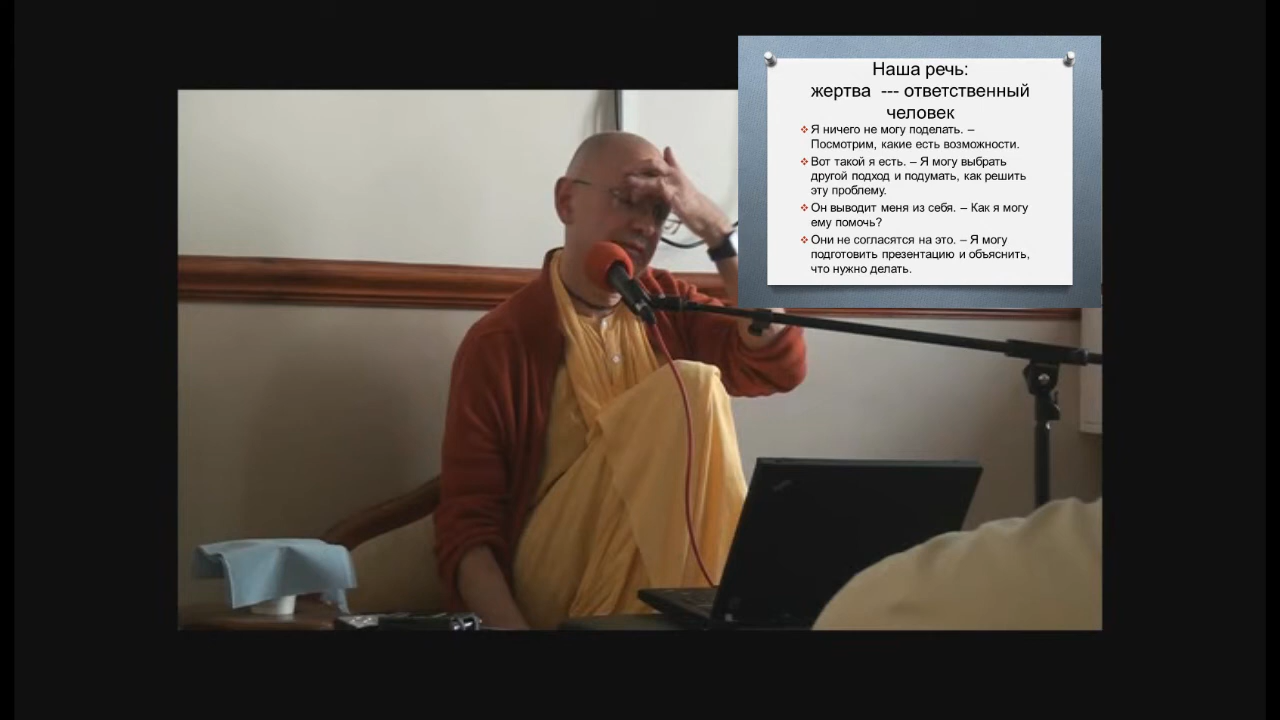 Наша речь:
жертва --- ответственный
человек
Я ничего не могу поделать. –
Посмотрим, какие есть возможности.
Вот такой я есть. – Я могу выбрать
другой подход и подумать, как решить
эту проблему.
Он выводит меня из себя. – Как я могу
ему помочь?
Они не согласятся на это. – Я могу
подготовить презентацию и объяснить,
что нужно делать.